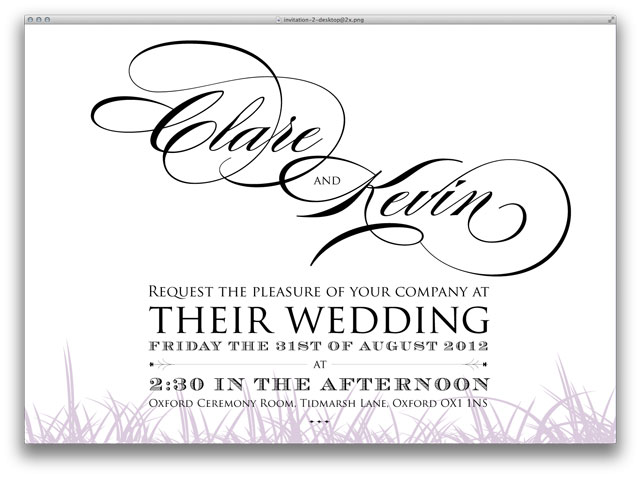 invitation-2-desktop@2x.png
Clare
AND
Kevin
REQUEST THE PLEASURE OF YOUR COMPANY AT
THEIR WEDDING
FRIDAY THE 31ST OF AUGUST 2012
AT
2:30 IN THE AFTERNOON
OXFORD CEREMONY ROOM, TIDMARSH LANE, OXFORD OX1 1NS